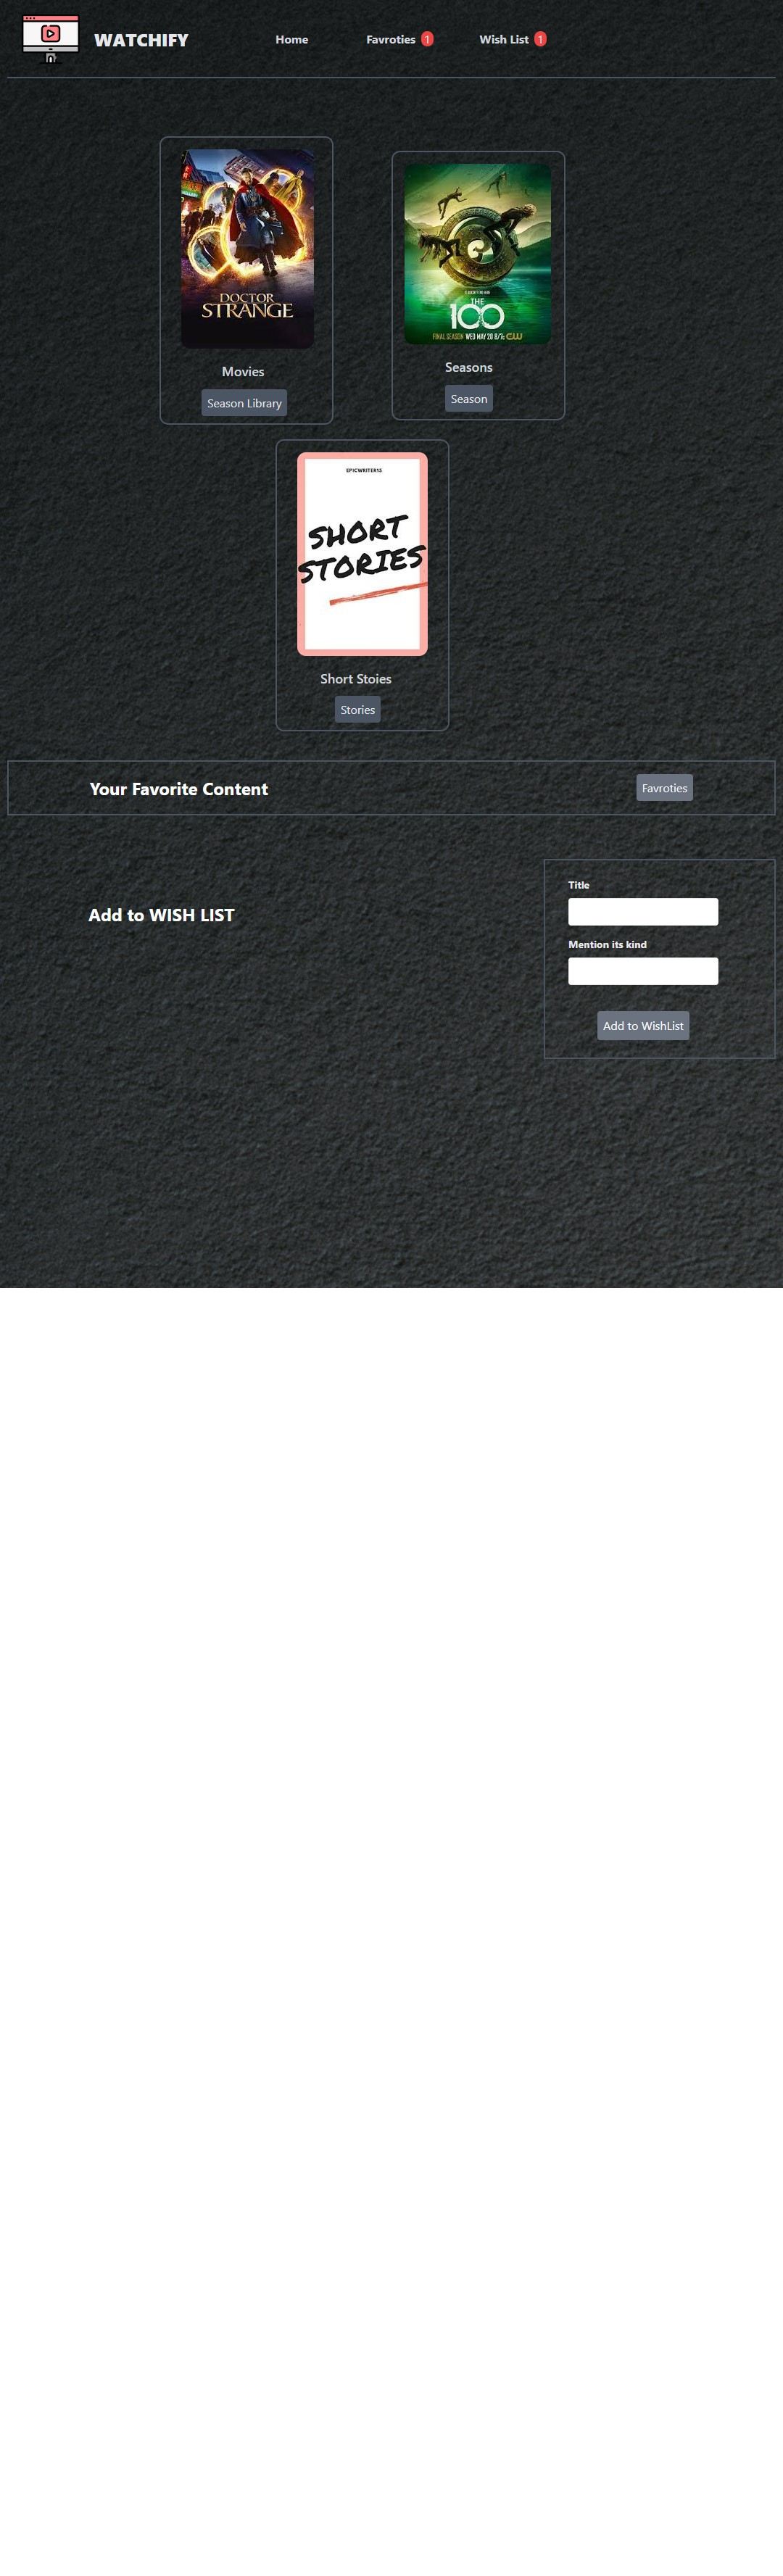 WATCHIFY
Home
Favroties 1
Wish List 1
DOCTOR
STRANGE
Movies
Season Library
THE
100
FINAL SEASON WED MAY 20 8/7c CW
Seasons
Season
EPICWRITER15
SHORT
STORIES
Short Stoies
Stories
Your Favorite Content
Favroties
Add to WISH LIST
Title
Mention its kind
Add to WishList